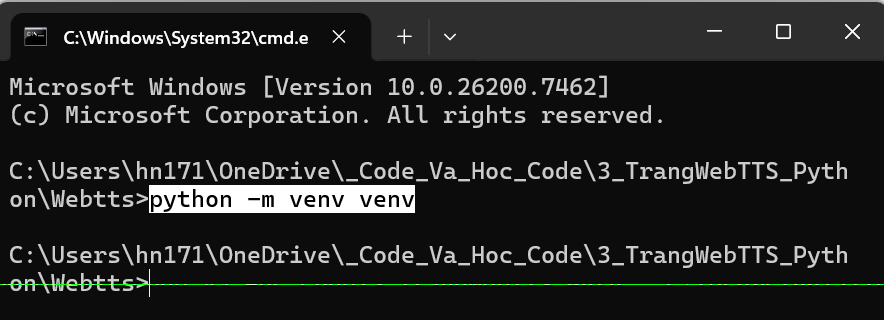 C:\Windows\System32\cmd.e
Microsoft Windows [Version 10.0.26200.7462]
(c) Microsoft Corporation. All rights reserved.
C:\Users\hn171\OneDrive\_Code_Va_Hoc_Code\3_TrangWebTTS_Pyth
on\Webtts>python -m venv venv
C:\Users\hn171\OneDrive\_Code_Va_Hoc_Code\3_TrangWebTTS_Pyth
on\Webtts>